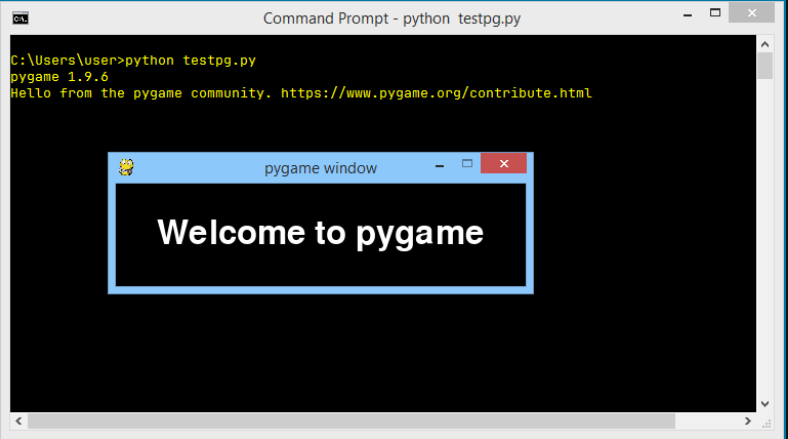 Command Prompt - python  testpg.py
C:\Users\user>python testpg.py
pygame 1.9.6
Hello from the pygame community. https://www.pygame.org/contribute.html
pygame window
Welcome to pygame